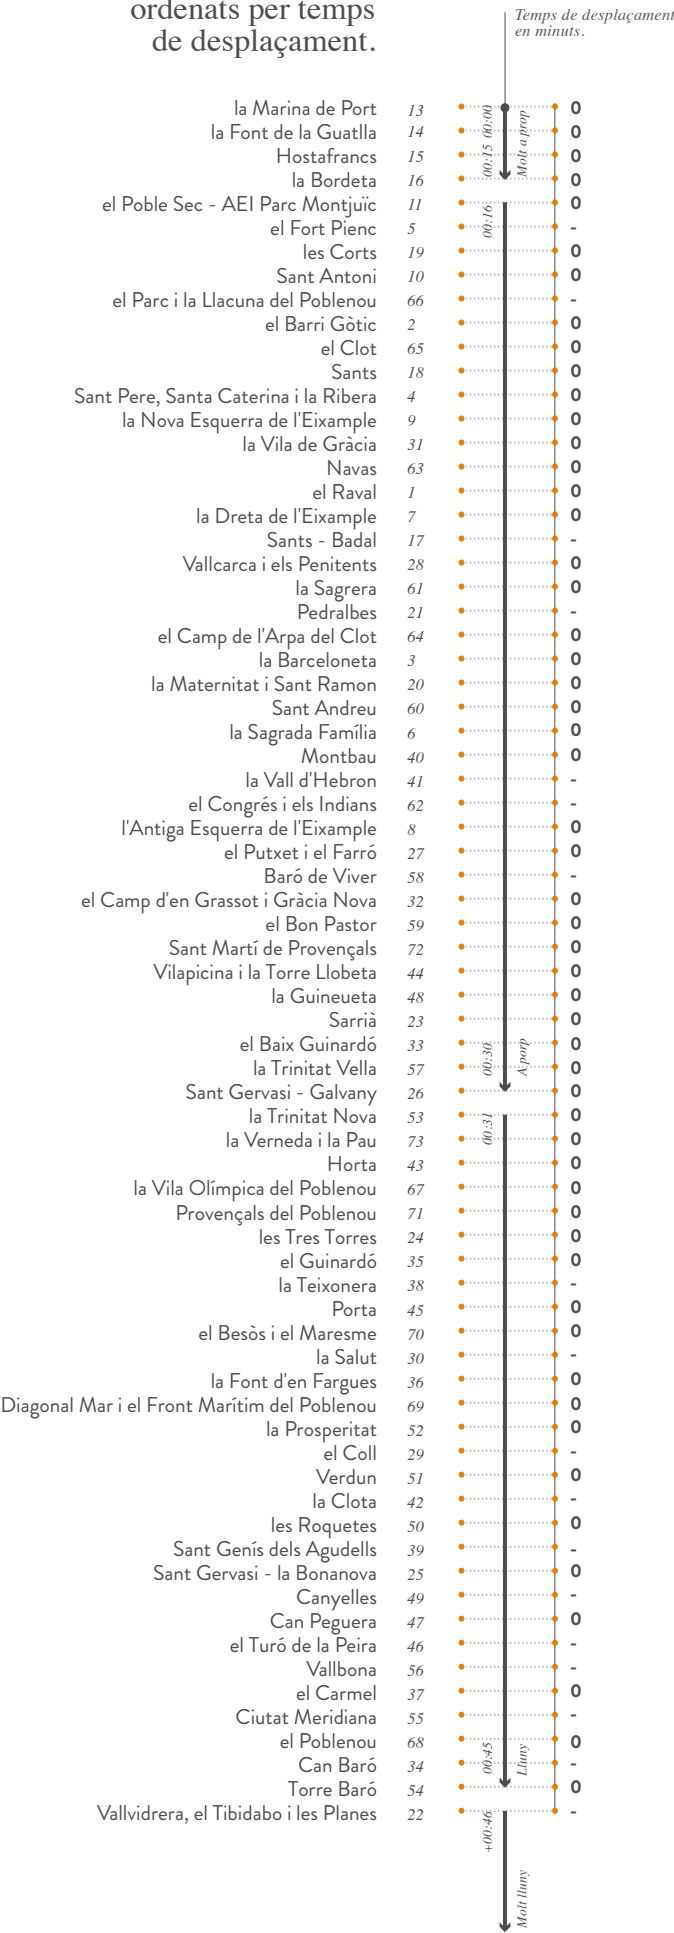 ordenats per temps
de desplaçament.
Temps de desplaçament
en minuts.
la Marina de Port 13 0
la Font de la Guatlla 14 0
Hostafrancs 15 0
la Bordeta 16 0
el Poble Sec - AEI Parc Montjuïc 11 0
el Fort Pienc 5 -
les Corts 19 0
Sant Antoni 10 0
el Parc i la Llacuna del Poblenou 66 -
el Barri Gòtic 2 0
el Clot 65 0
Sants 18 0
Sant Pere, Santa Caterina i la Ribera 4 0
la Nova Esquerra de l'Eixample 9 0
la Vila de Gràcia 31 0
Navas 63 0
el Raval 1 0
la Dreta de l'Eixample 7 0
Sants - Badal 17 -
Vallcarca i els Penitents 28 0
la Sagrera 61 0
Pedralbes 21 -
el Camp de l'Arpa del Clot 64 0
la Barceloneta 3 0
la Maternitat i Sant Ramon 20 0
Sant Andreu 60 0
la Sagrada Família 6 0
Montbau 40 0
la Vall d'Hebron 41 -
el Congrés i els Indians 62 -
l'Antiga Esquerra de l'Eixample 8 0
el Putxet i el Farró 27 0
Baró de Viver 58 -
el Camp d'en Grassot i Gràcia Nova 32 0
el Bon Pastor 59 0
Sant Martí de Provençals 72 0
Vilapicina i la Torre Llobeta 44 0
la Guineueta 48 0
Sarrià 23 0
el Baix Guinardó 33 0
la Trinitat Vella 57 0
Sant Gervasi - Galvany 26 0
la Trinitat Nova 53 0
la Verneda i la Pau 73 0
Horta 43 0
la Vila Olímpica del Poblenou 67 0
Provençals del Poblenou 71 0
les Tres Torres 24 0
el Guinardó 35 0
la Teixonera 38 -
Porta 45 0
el Besòs i el Maresme 70 0
la Salut 30 -
la Font d'en Fargues 36 0
Diagonal Mar i el Front Marítim del Poblenou 69 0
la Prosperitat 52 0
el Coll 29 -
Verdun 51 0
la Clota 42 -
les Roquetes 50 0
Sant Genís dels Agudells 39 -
Sant Gervasi - la Bonanova 25 0
Canyelles 49 -
Can Peguera 47 0
el Turó de la Peira 46 -
Vallbona 56 -
el Carmel 37 0
Ciutat Meridiana 55 -
el Poblenou 68 0
Can Baró 34 -
Torre Baró 54 0
Vallvidrera, el Tibidabo i les Planes 22 -
00:00
00:15
Molt a prop
00:16
00:30
A porp
00:31
00:45
Lluny
+00:46
Molt lluny